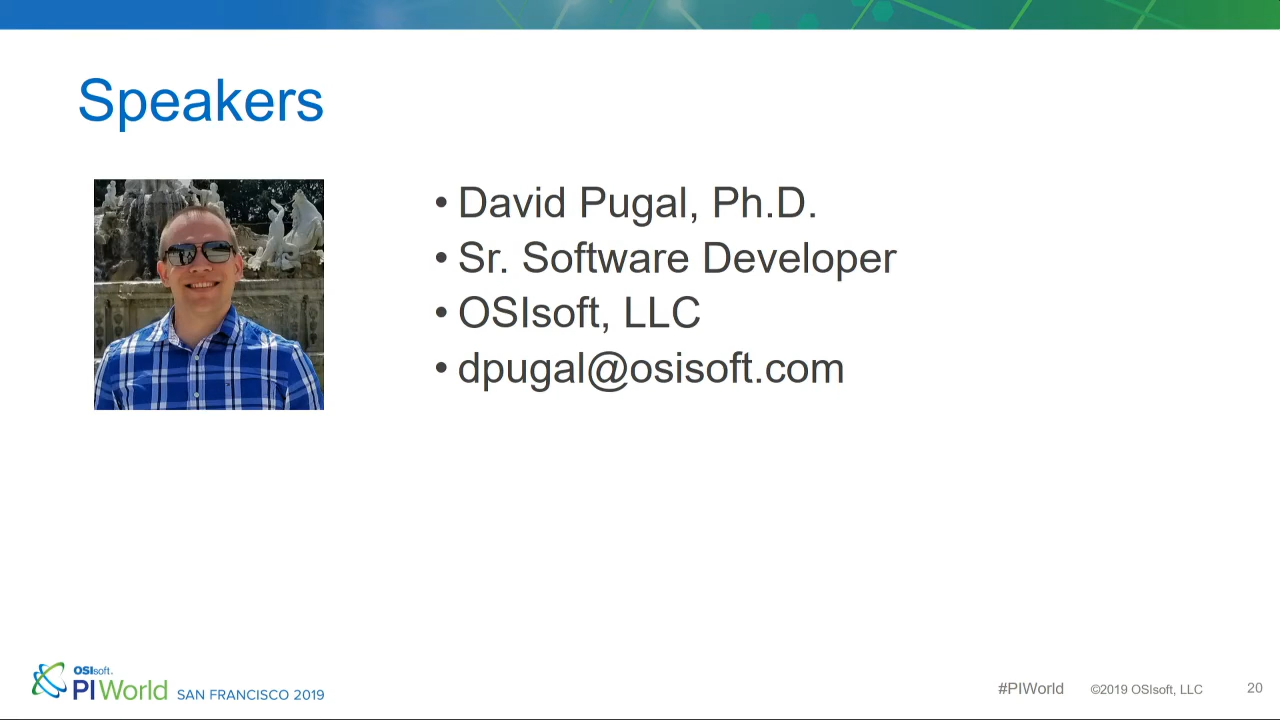 Speakers
• David Pugal, Ph.D.
• Sr. Software Developer
• OSIsoft, LLC
• dpugal@osisoft.com
OSIsoft.
PI World SAN FRANCISCO 2019
#PIWorld ©2019 OSIsoft, LLC 20